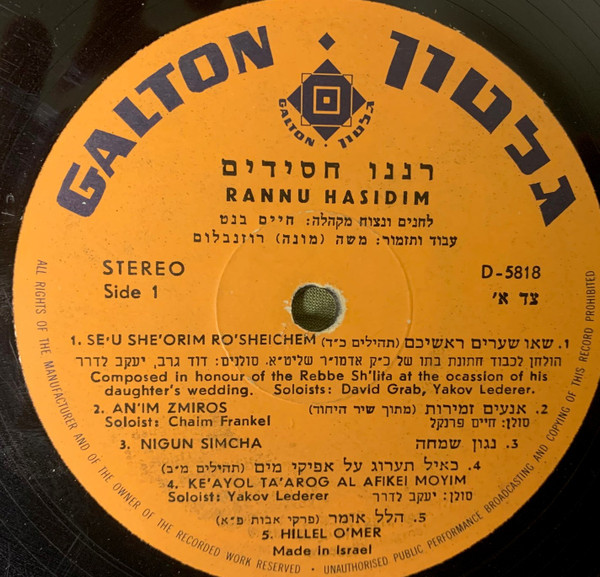 GALTON • גלטון
GALTON גלטון
רננו חסידים
RANNU HASIDIM
לחנים ונצוח מקהלה: חיים בנט
עבוד ותזמור: משה (מונה) רוזנבלום
STEREO
Side 1
D-5818
צד א׳
1. SE'U SHE'ORIM RO'SHEICHEM
1. שאו שערים ראשיכם (תהילים כ״ד)
הולחן לכבוד חתונת בתו של כ״ק אדמו״ר שליט״א. סולניס: דוד גרב, יעקב לדרר
Composed in honour of the Rebbe Sh'lita at the ocassion of his
daughter's wedding. Soloists: David Grab, Yakov Lederer.
2. AN'IM ZMIROS
Soloist: Chaim Frankel
2. אנעים זמירות (מתוך שיר היחוד)
סולן: חיים פרנקל
3. NIGUN SIMCHA
3. נגון שמחה
4. כאיל תערוג על אפיקי מים (תהילים מ״ב)
4. KE'AYOL TA'AROG AL AFIKEI MOYIM
Soloist: Yakov Lederer
סולן: יעקב לדרר
5. הלל אומר (פרקי אבות פ״א)
5. HILLEL O'MER
Made in Israel
ALL RIGHTS OF THE MANUFACTURER AND OF THE OWNER OF THE RECORDED WORK RESERVED • UNAUTHORISED PUBLIC PERFORMANCE BROADCASTING AND COPYING OF THIS RECORD PROHIBITED